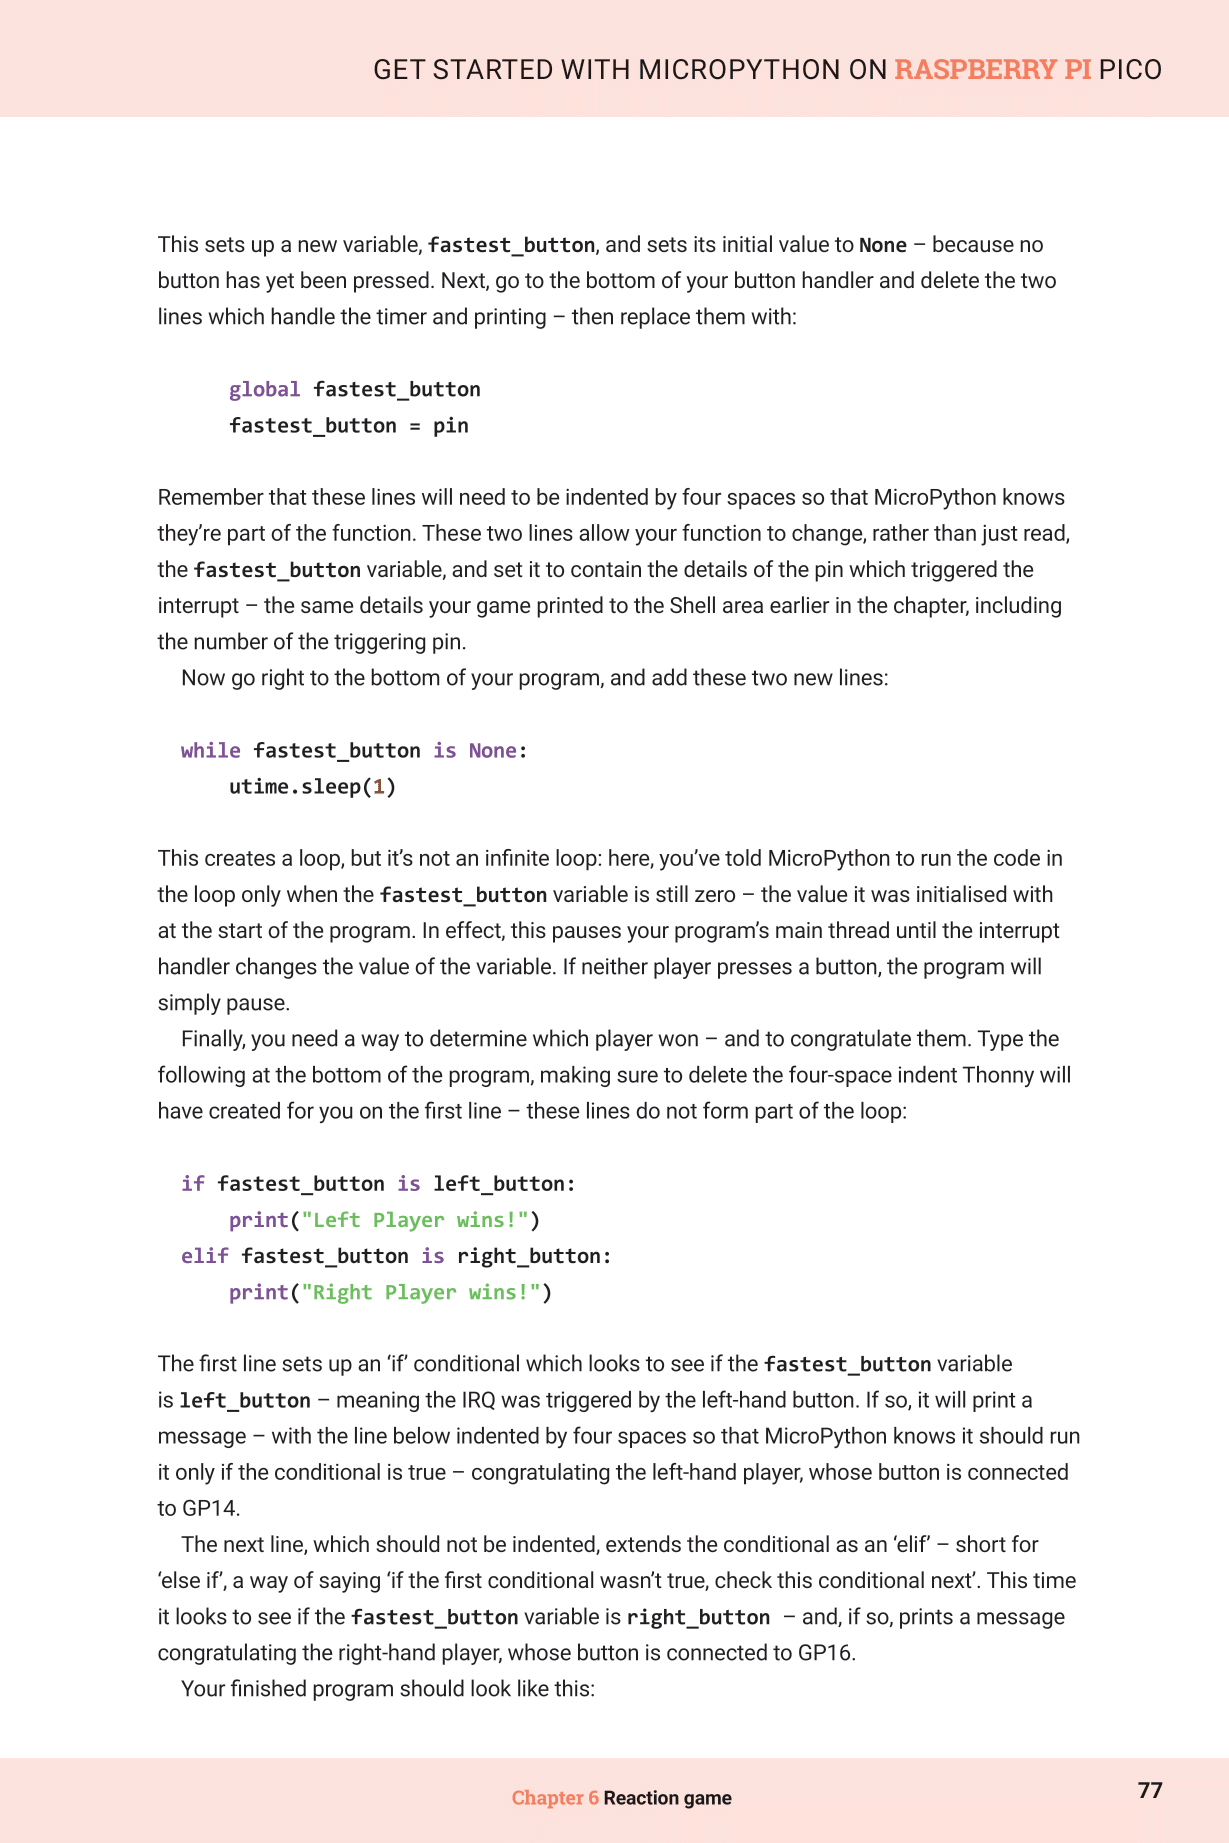 GET STARTED WITH MICROPYTHON ON RASPBERRY PI PICO
This sets up a new variable, fastest_button, and sets its initial value to None – because no
button has yet been pressed. Next, go to the bottom of your button handler and delete the two
lines which handle the timer and printing – then replace them with:
global fastest_button
fastest_button = pin
Remember that these lines will need to be indented by four spaces so that MicroPython knows
they’re part of the function. These two lines allow your function to change, rather than just read,
the fastest_button variable, and set it to contain the details of the pin which triggered the
interrupt – the same details your game printed to the Shell area earlier in the chapter, including
the number of the triggering pin.
Now go right to the bottom of your program, and add these two new lines:
while fastest_button is None:
    utime.sleep(1)
This creates a loop, but it’s not an infinite loop: here, you’ve told MicroPython to run the code in
the loop only when the fastest_button variable is still zero – the value it was initialised with
at the start of the program. In effect, this pauses your program’s main thread until the interrupt
handler changes the value of the variable. If neither player presses a button, the program will
simply pause.
Finally, you need a way to determine which player won – and to congratulate them. Type the
following at the bottom of the program, making sure to delete the four-space indent Thonny will
have created for you on the first line – these lines do not form part of the loop:
if fastest_button is left_button:
    print("Left Player wins!")
elif fastest_button is right_button:
    print("Right Player wins!")
The first line sets up an ‘if’ conditional which looks to see if the fastest_button variable
is left_button – meaning the IRQ was triggered by the left-hand button. If so, it will print a
message – with the line below indented by four spaces so that MicroPython knows it should run
it only if the conditional is true – congratulating the left-hand player, whose button is connected
to GP14.
The next line, which should not be indented, extends the conditional as an ‘elif’ – short for
‘else if’, a way of saying ‘if the first conditional wasn’t true, check this conditional next’. This time
it looks to see if the fastest_button variable is right_button – and, if so, prints a message
congratulating the right-hand player, whose button is connected to GP16.
Your finished program should look like this:
Chapter 6 Reaction game
77